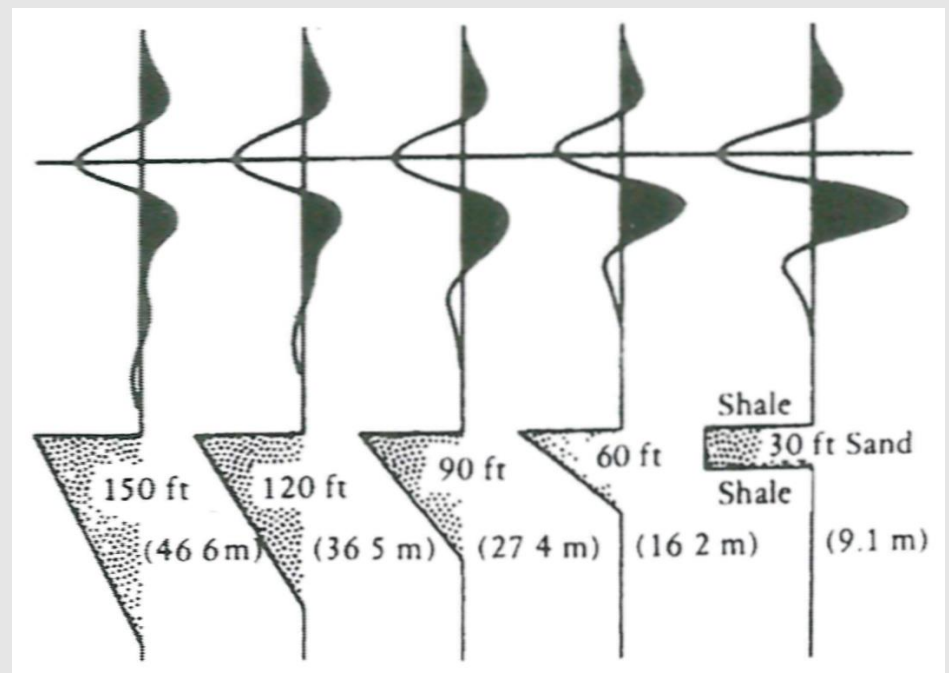 Shale
30 ft Sand
Shale
150 ft
120 ft
90 ft
60 ft
(46 6m)
(36 5 m)
(27 4 m)
(16 2 m)
(9.1 m)